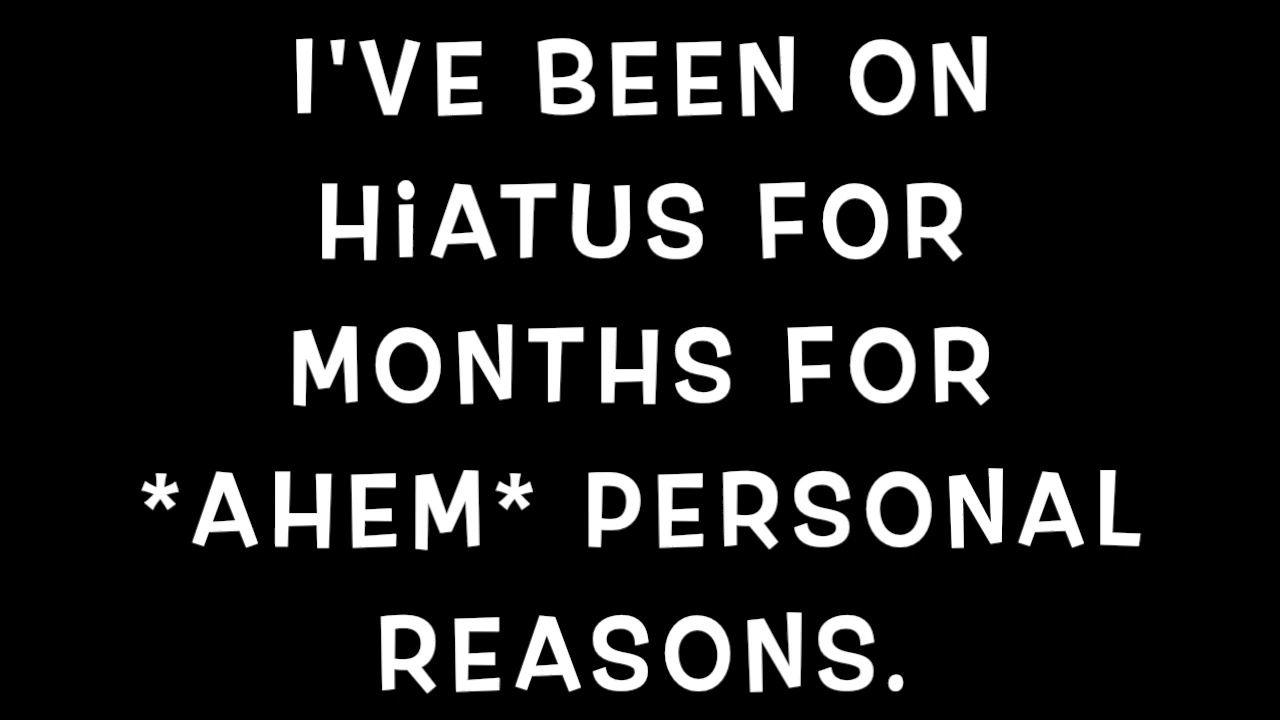 I'VE BEEN ON
HiATUS FOR
MONTHS FOR
*AHEM* PERSONAL
REASONS.